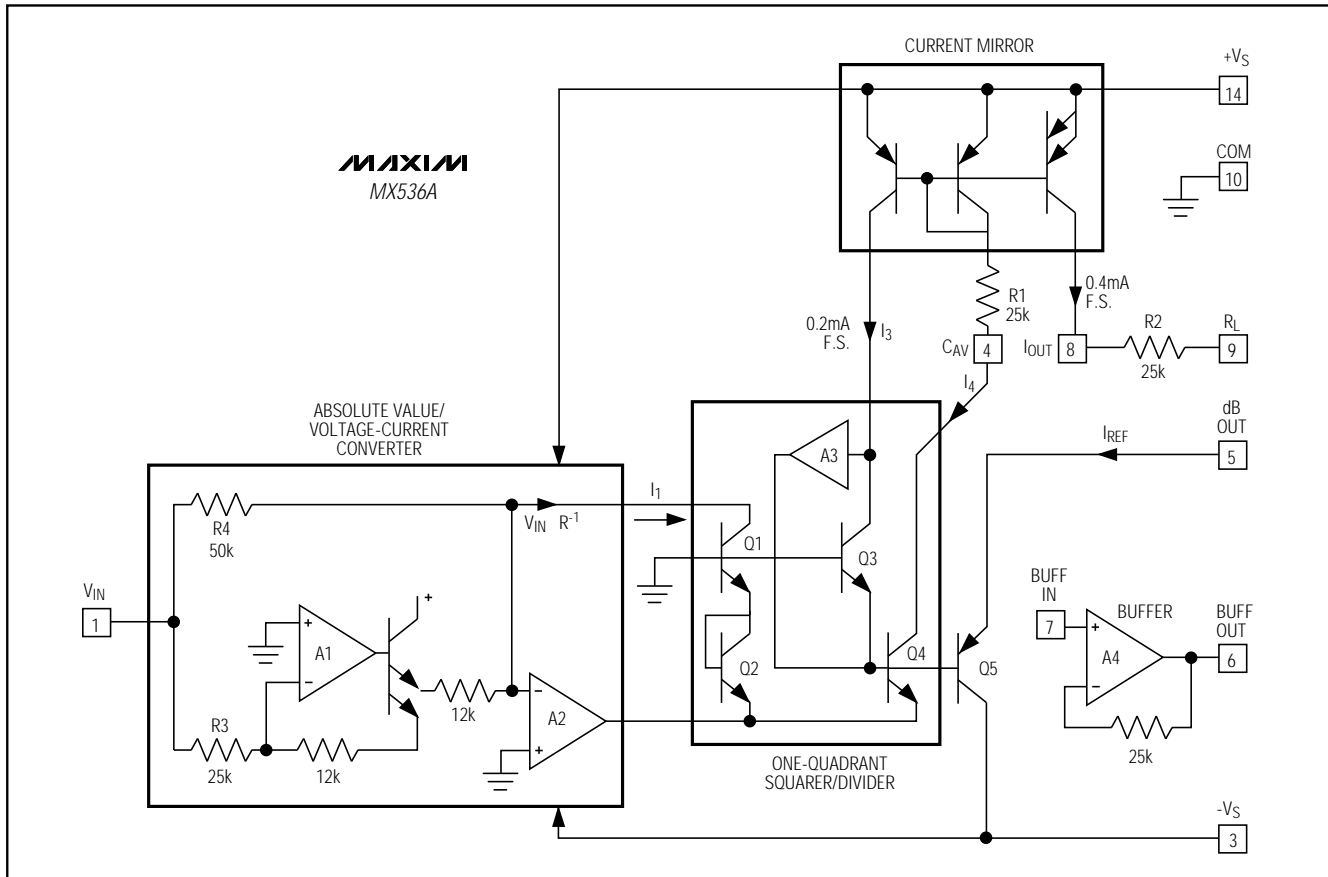 CURRENT MIRROR
+VS
14
MAXIM
MX536A
COM
10
R1
25k
0.4mA
F.S.
0.2mA
F.S.
I3
CAV
4
IOUT
8
R2
25k
RL
9
I4
ABSOLUTE VALUE/
VOLTAGE-CURRENT
CONVERTER
dB
OUT
IREF
5
A3
I1
VIN R-1
R4
50k
Q1
Q3
VIN
1
+
+
A1
-
12k
-
A2
+
R3
25k
12k
Q2
Q4
Q5
BUFF
IN
7
BUFFER
BUFF
OUT
+
A4
-
6
25k
ONE-QUADRANT
SQUARER/DIVIDER
-VS
3